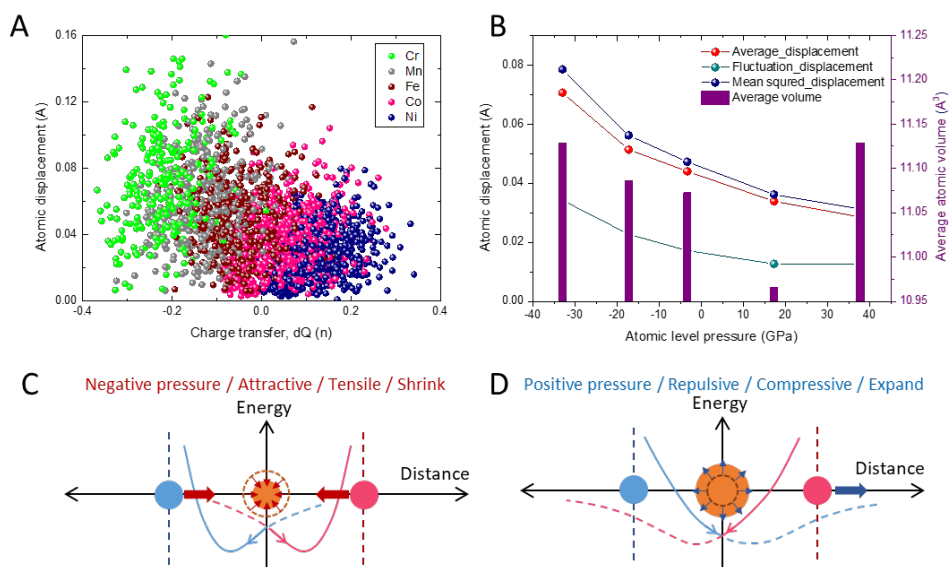 A
0.16
0.12
0.08
0.04
0.00
Atomic displacement (A)
-0.4
-0.2
0.0
0.2
0.4
Charge transfer, dQ (n)
Cr
Mn
Fe
Co
Ni
B
0.08
0.06
0.04
0.02
0.00
Atomic displacement (A)
-40
-30
-20
-10
0
10
20
30
40
Atomic level pressure (GPa)
Average_displacement
Fluctuation_displacement
Mean squred_displacement
Average volume
11.25
11.20
11.15
11.10
11.05
11.00
10.95
Average atomic volume (A³)
C
Negative pressure / Attractive / Tensile / Shrink
Energy
Distance
D
Positive pressure / Repulsive / Compressive / Expand
Energy
Distance